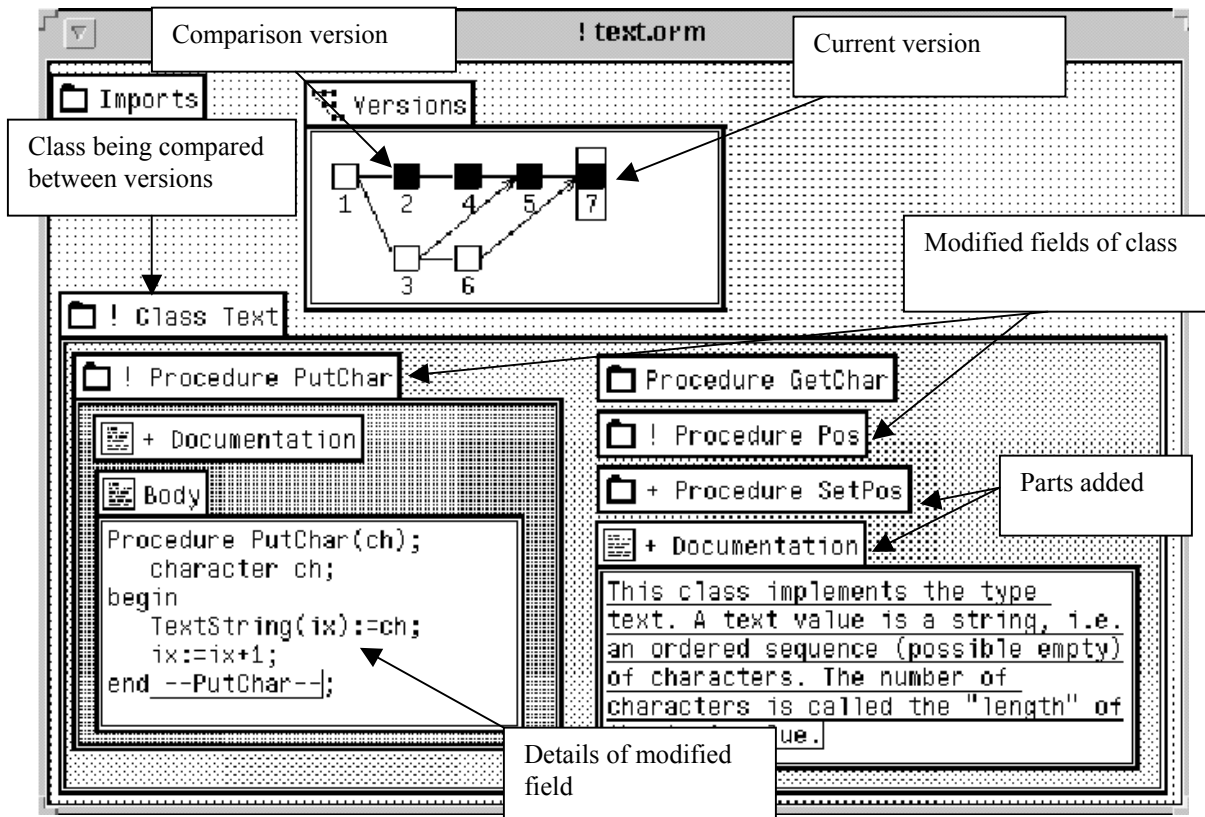 ! text.orm
Comparison version
Current version
Imports
Versions
Class being compared
between versions
1 2 4 5 7
3 6
Modified fields of class
! Class Text
! Procedure PutChar
Procedure GetChar
+ Documentation
! Procedure Pos
Body
+ Procedure SetPos
Parts added
Procedure PutChar(ch);
character ch;
begin
TextString(ix):=ch;
ix:=ix+1;
end --PutChar--;
+ Documentation
This class implements the type
text. A text value is a string, i.e.
an ordered sequence (possible empty)
of characters. The number of
characters is called the "length" of
Details of modified
field